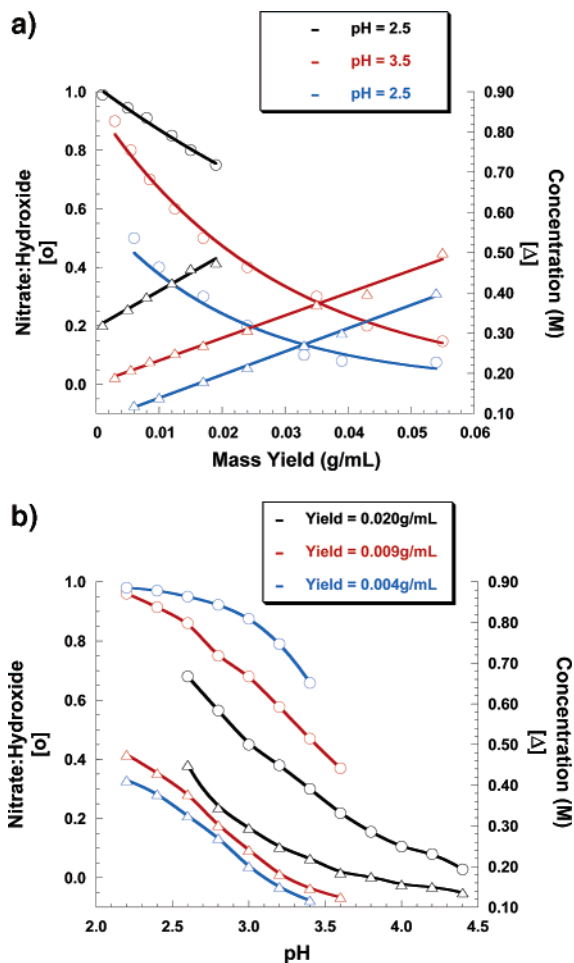 a)
pH = 2.5
pH = 3.5
pH = 2.5
1.0
0.8
0.6
0.4
0.2
0.0
Nitrate:Hydroxide
[o]
0.90
0.80
0.70
0.60
0.50
0.40
0.30
0.20
0.10
Concentration (M)
[Δ]
0
0.01
0.02
0.03
0.04
0.05
0.06
Mass Yield (g/mL)
b)
Yield = 0.020g/mL
Yield = 0.009g/mL
Yield = 0.004g/mL
1.0
0.8
0.6
0.4
0.2
0.0
Nitrate:Hydroxide
[o]
0.90
0.80
0.70
0.60
0.50
0.40
0.30
0.20
0.10
Concentration (M)
[Δ]
2.0
2.5
3.0
3.5
4.0
4.5
pH